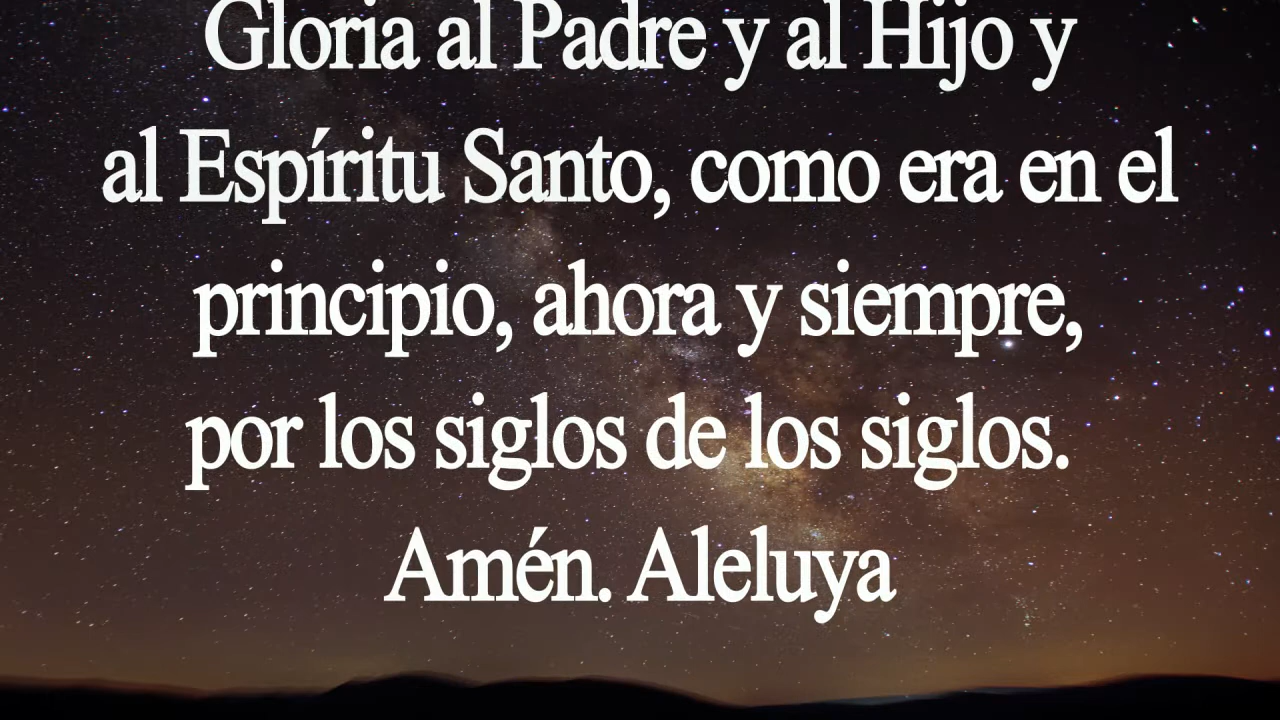 Gloria al Padre y al Hijo y
al Espíritu Santo, como era en el
principio, ahora y siempre,
por los siglos de los siglos.
Amén. Aleluya